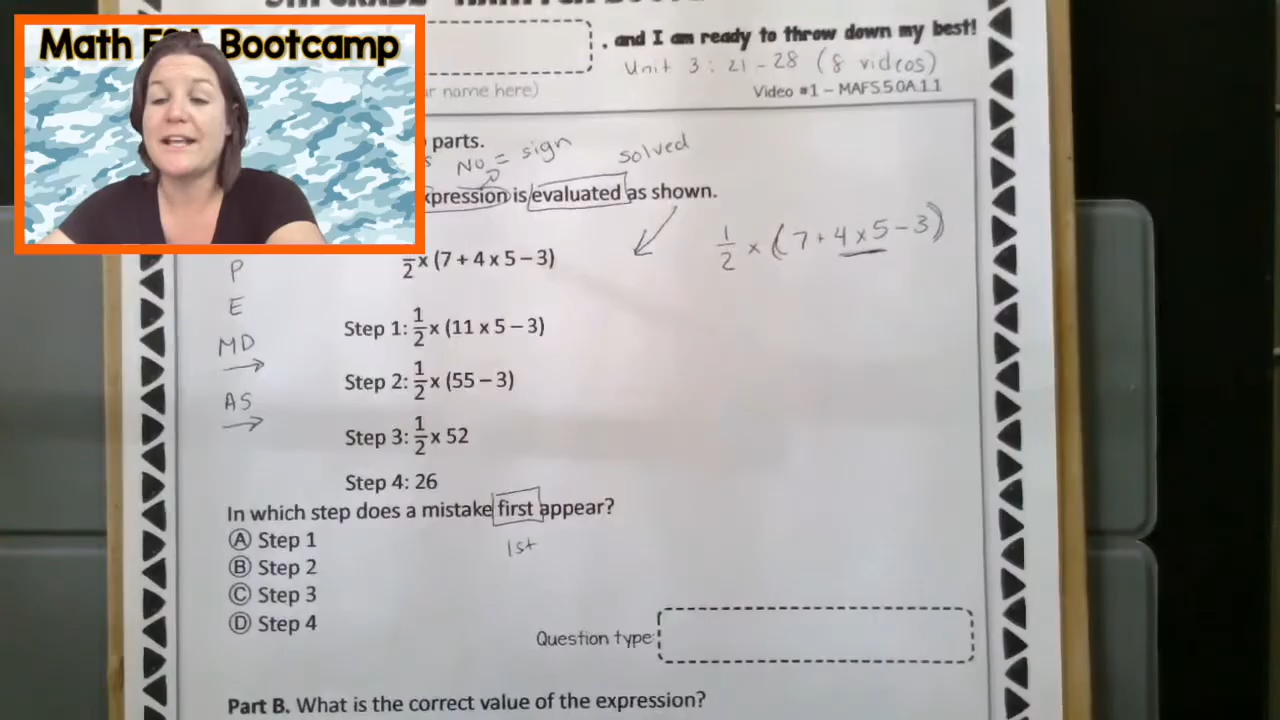 Math Bootcamp
5TH GRADE MATH
, and I am ready to throw down my best!
Unit 3: 21-28 (8 videos)
name here)
Video #1 - MAFS.5.OA.1.1
parts.
No = sign
solved
expression is evaluated as shown.
1/2 × (7 + 4 × 5 – 3)
2 × (7 + 4 x 5 – 3)
P
E
MD
AS
Step 1: 1/2 x (11 x 5 – 3)
Step 2: 1/2 x (55 – 3)
Step 3: 1/2 x 52
Step 4: 26
In which step does a mistake first appear?
1st
Ⓐ Step 1
Ⓑ Step 2
Ⓒ Step 3
Ⓓ Step 4
Question type:
Part B. What is the correct value of the expression?